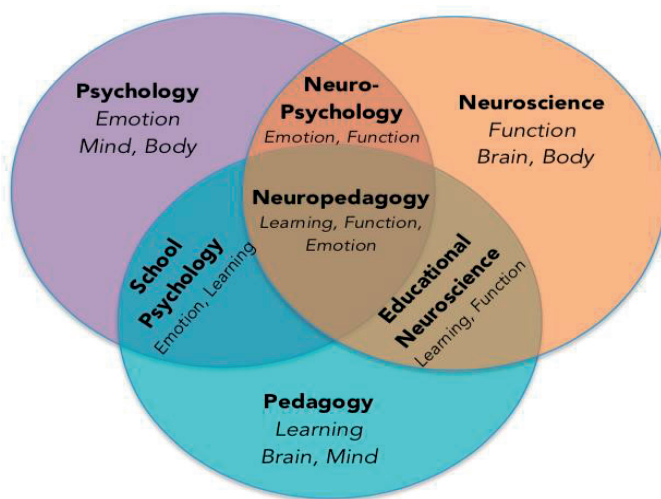 Psychology
Emotion
Mind, Body
Neuro-
Psychology
Emotion, Function
Neuroscience
Function
Brain, Body
Neuropedagogy
Learning, Function,
Emotion
School
Psychology
Emotion, Learning
Educational
Neuroscience
Learning, Function
Pedagogy
Learning
Brain, Mind